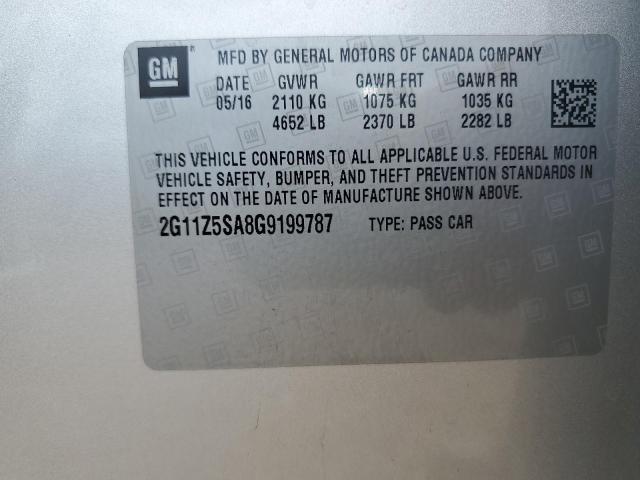 GM MFD BY GENERAL MOTORS OF CANADA COMPANY
DATE GVWR GAWR FRT GAWR RR
05/16 2110 KG 1075 KG 1035 KG
4652 LB 2370 LB 2282 LB
THIS VEHICLE CONFORMS TO ALL APPLICABLE U.S. FEDERAL MOTOR
VEHICLE SAFETY, BUMPER, AND THEFT PREVENTION STANDARDS IN
EFFECT ON THE DATE OF MANUFACTURE SHOWN ABOVE.
2G11Z5SA8G9199787 TYPE: PASS CAR